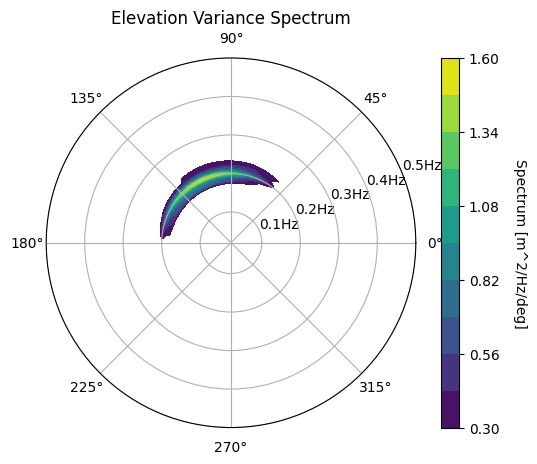 Elevation Variance Spectrum
90°
135°
45°
180°
0°
225°
315°
270°
0.1Hz
0.2Hz
0.3Hz
0.4Hz
0.5Hz
1.60
1.34
1.08
0.82
0.56
0.30
Spectrum [m^2/Hz/deg]